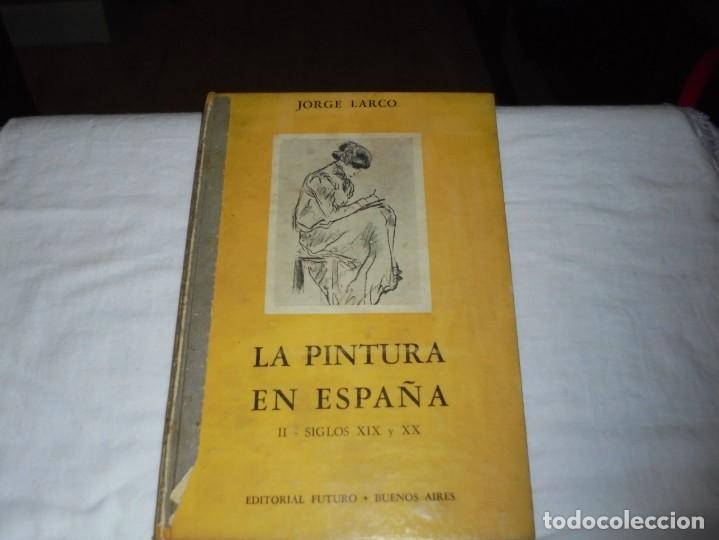 JORGE LARCO
LA PINTURA
EN ESPAÑA
II - SIGLOS XIX y XX
EDITORIAL FUTURO • BUENOS AIRES
todocoleccion